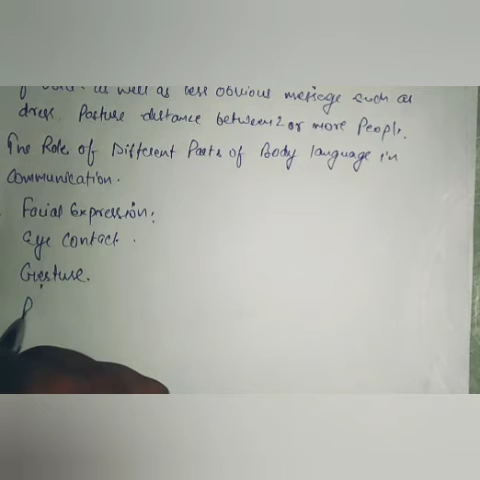 as well as less obvious message such as
dress. Posture distance between 2 or more People.
The Role of Different Parts of Body language in
Communication.
Facial Expression:
Eye Contact.
Gesture.